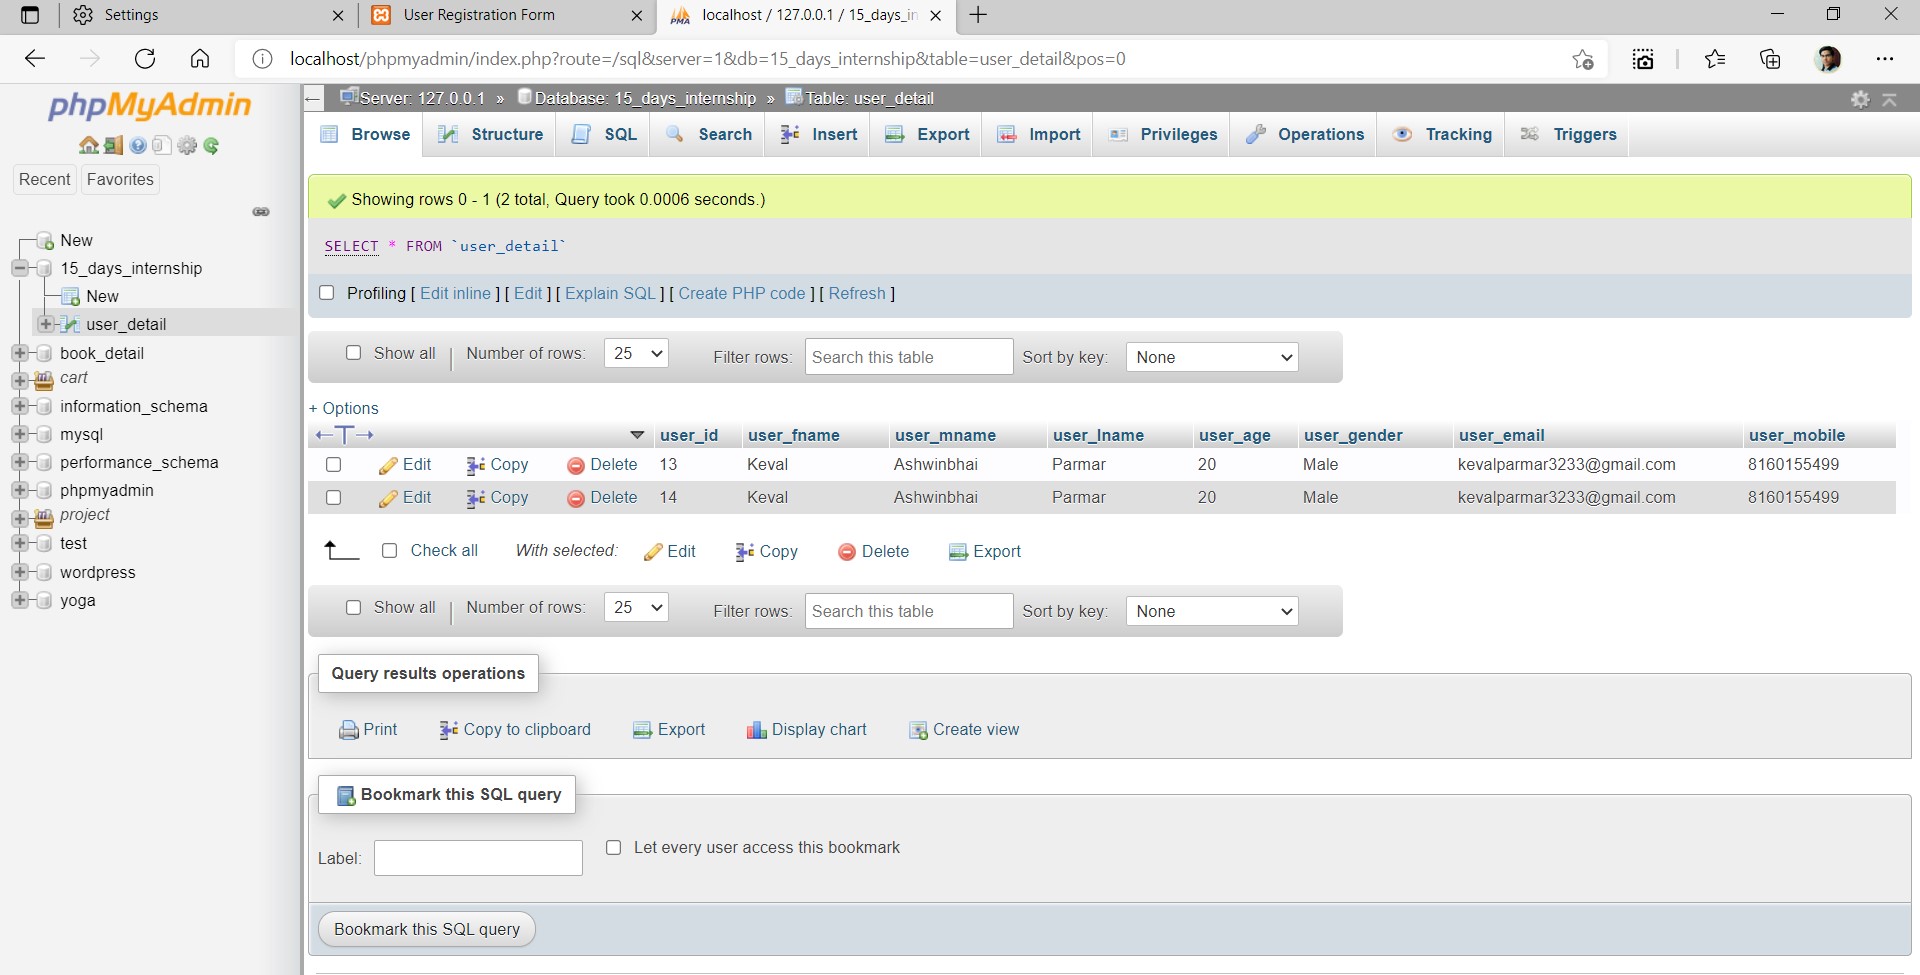 Settings
User Registration Form
localhost / 127.0.0.1 / 15_days_in
localhost/phpmyadmin/index.php?route=/sql&server=1&db=15_days_internship&table=user_detail&pos=0
phpMyAdmin
Recent Favorites
New
15_days_internship
New
user_detail
book_detail
cart
information_schema
mysql
performance_schema
phpmyadmin
project
test
wordpress
yoga
Server: 127.0.0.1 » Database: 15_days_internship » Table: user_detail
Browse Structure SQL Search Insert Export Import Privileges Operations Tracking Triggers
Showing rows 0 - 1 (2 total, Query took 0.0006 seconds.)
SELECT * FROM `user_detail`
Profiling [ Edit inline ] [ Edit ] [ Explain SQL ] [ Create PHP code ] [ Refresh ]
Show all | Number of rows: 25 Filter rows: Search this table Sort by key: None
+ Options
←T→ user_id user_fname user_mname user_lname user_age user_gender user_email user_mobile
Edit Copy Delete 13 Keval Ashwinbhai Parmar 20 Male kevalparmar3233@gmail.com 8160155499
Edit Copy Delete 14 Keval Ashwinbhai Parmar 20 Male kevalparmar3233@gmail.com 8160155499
Check all With selected: Edit Copy Delete Export
Show all | Number of rows: 25 Filter rows: Search this table Sort by key: None
Query results operations
Print Copy to clipboard Export Display chart Create view
Bookmark this SQL query
Label: Let every user access this bookmark
Bookmark this SQL query